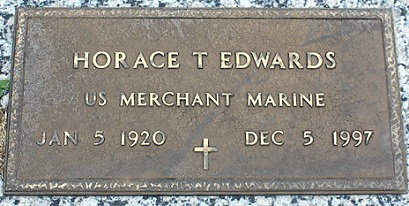 HORACE T EDWARDS
US MERCHANT MARINE
JAN 5 1920 DEC 5 1997